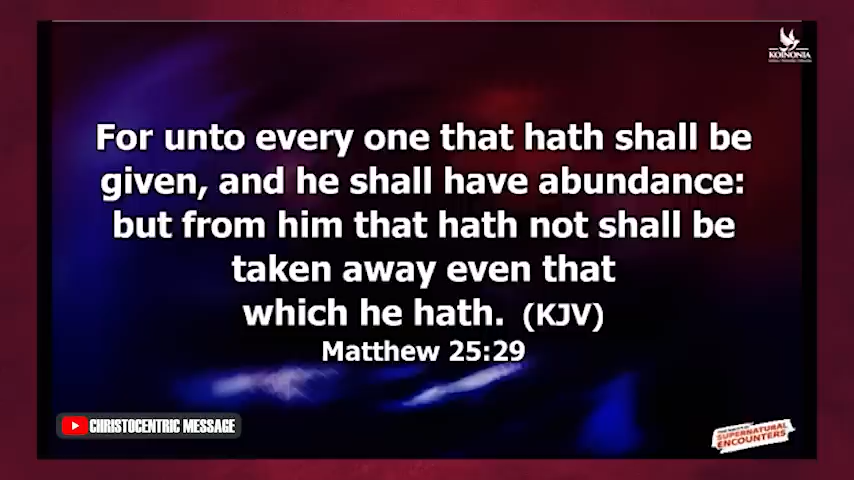 KOINONIA
For unto every one that hath shall be
given, and he shall have abundance:
but from him that hath not shall be
taken away even that
which he hath. (KJV)
Matthew 25:29
CHRISTOCENTRIC MESSAGE
SUPERNATURAL
ENCOUNTERS